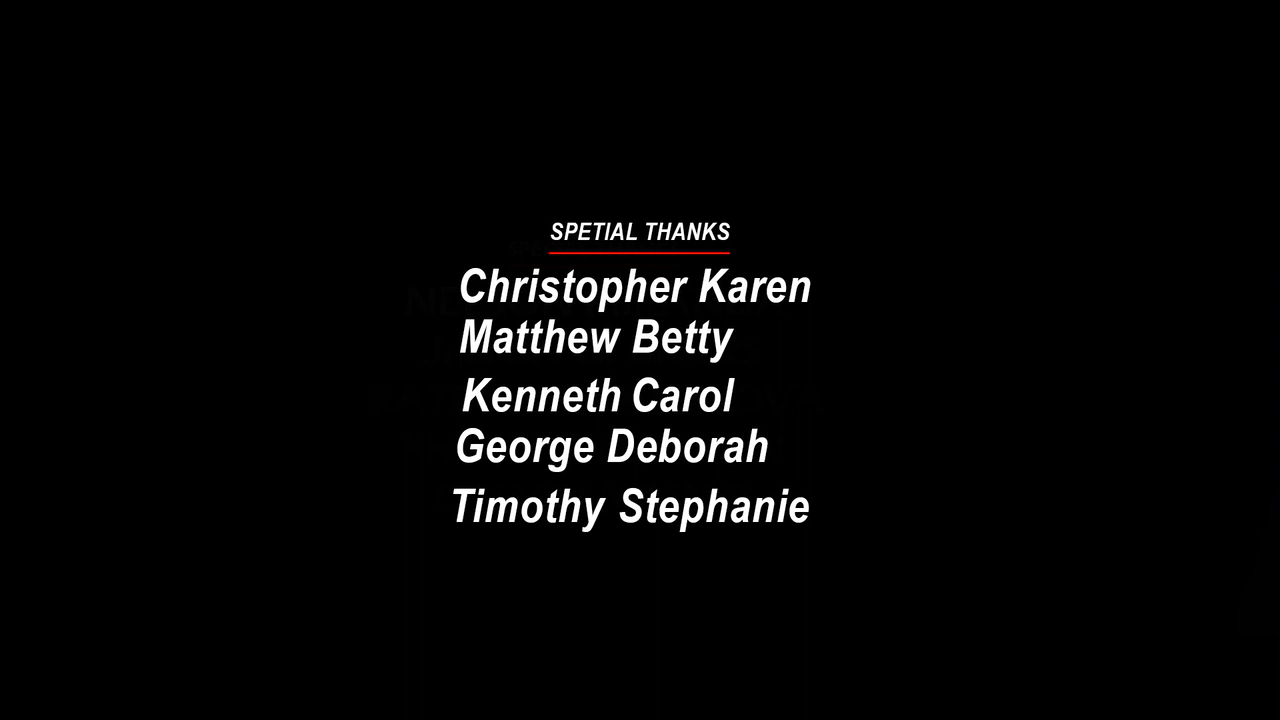 SPETIAL THANKS
Christopher Karen
Matthew Betty
Kenneth Carol
George Deborah
Timothy Stephanie